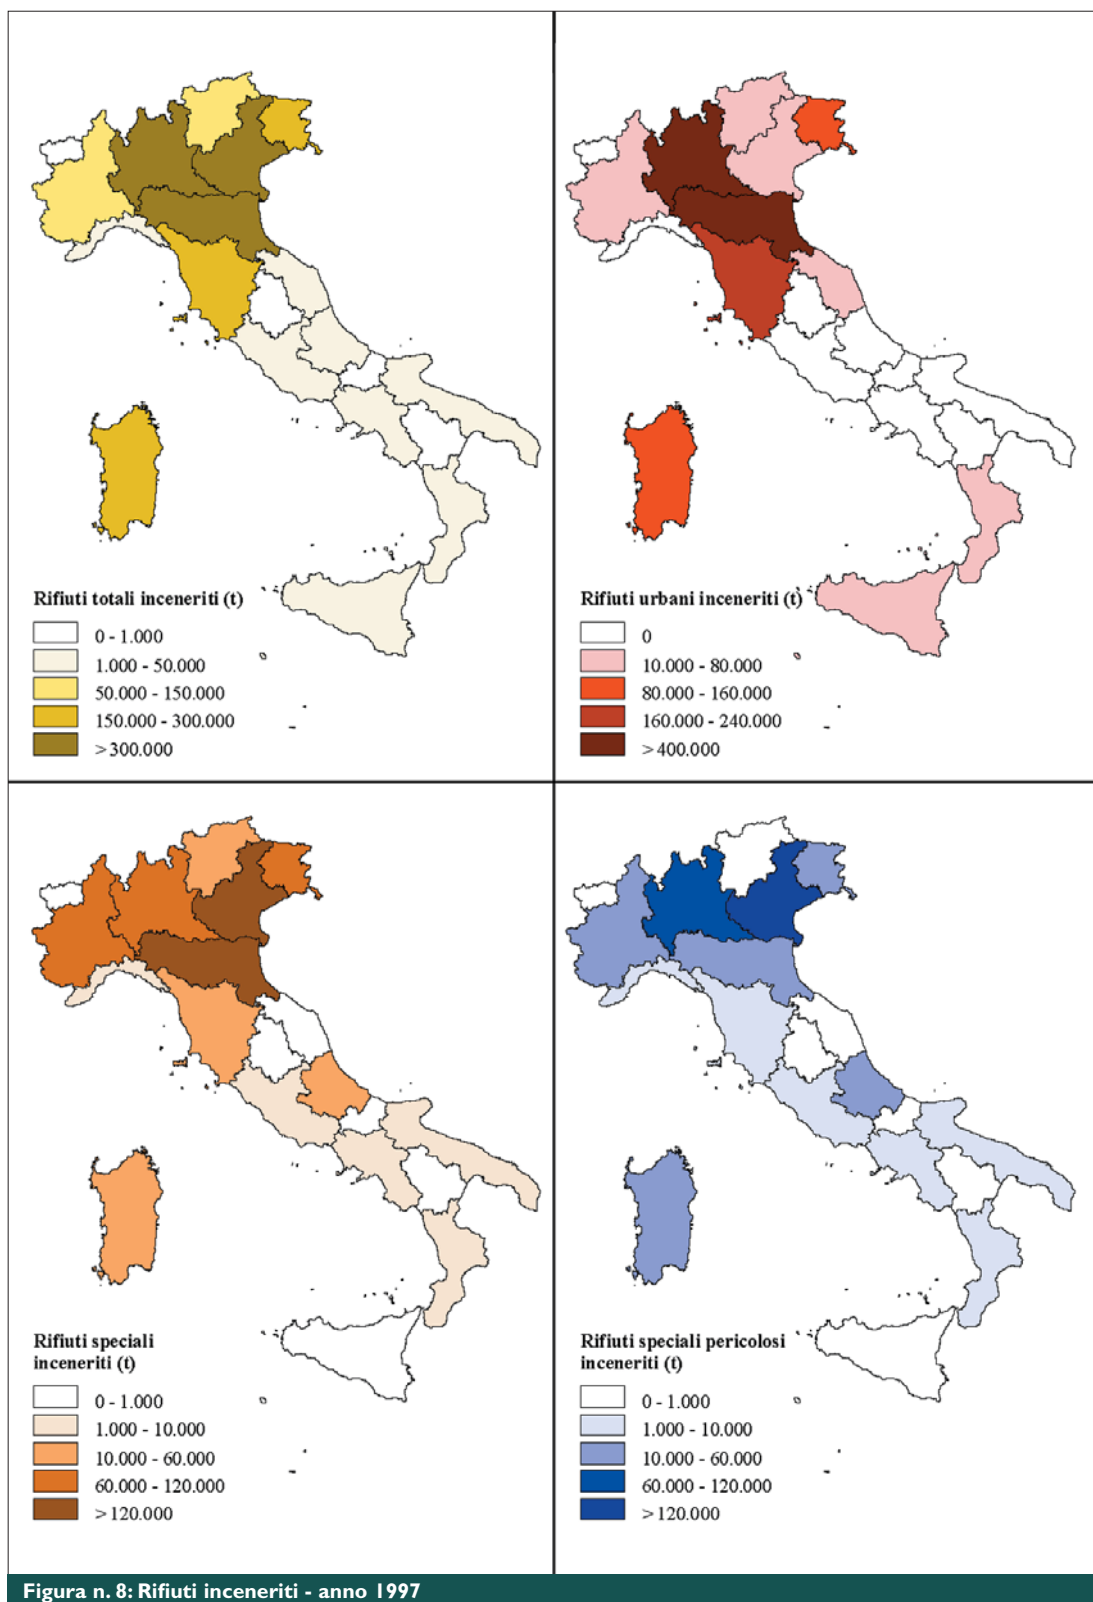 Rifiuti totali inceneriti (t)
0 - 1.000
1.000 - 50.000
50.000 - 150.000
150.000 - 300.000
> 300.000
Rifiuti urbani inceneriti (t)
0
10.000 - 80.000
80.000 - 160.000
160.000 - 240.000
> 400.000
Rifiuti speciali
inceneriti (t)
0 - 1.000
1.000 - 10.000
10.000 - 60.000
60.000 - 120.000
> 120.000
Rifiuti speciali pericolosi
inceneriti (t)
0 - 1.000
1.000 - 10.000
10.000 - 60.000
60.000 - 120.000
> 120.000
Figura n. 8: Rifiuti inceneriti - anno 1997